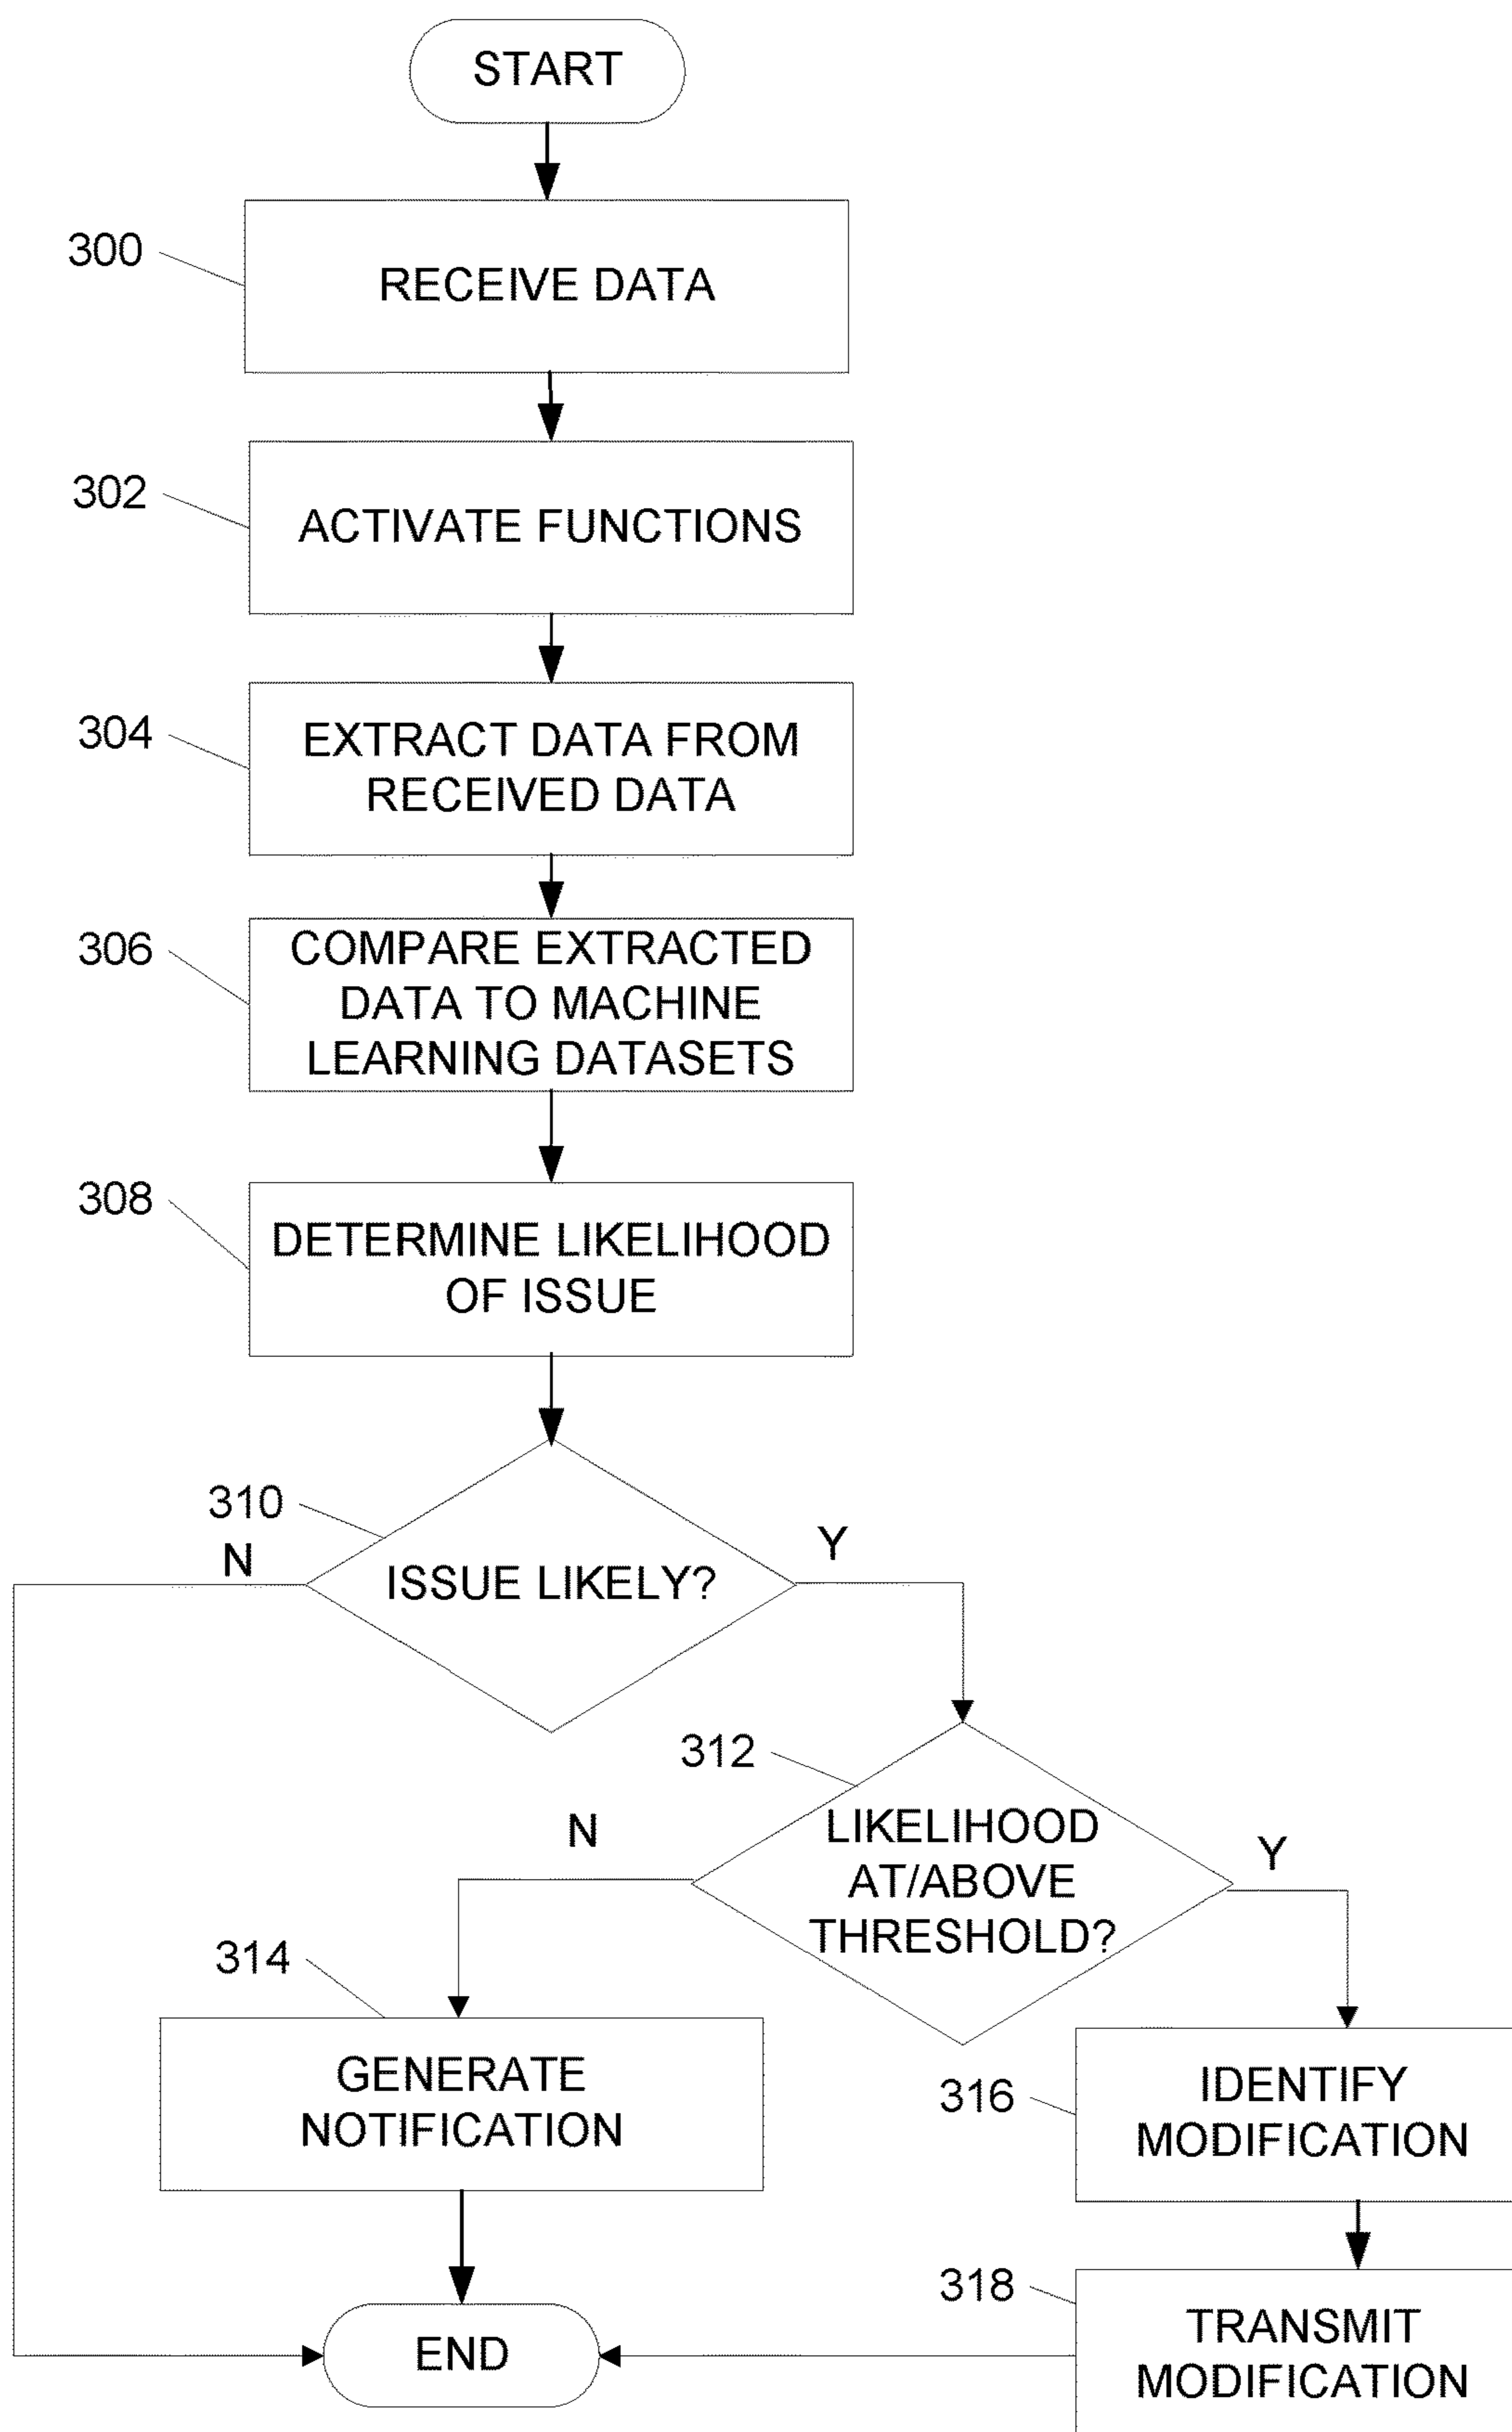 START
300
RECEIVE DATA
302
ACTIVATE FUNCTIONS
304
EXTRACT DATA FROM
RECEIVED DATA
306
COMPARE EXTRACTED
DATA TO MACHINE
LEARNING DATASETS
308
DETERMINE LIKELIHOOD
OF ISSUE
310
N
Y
ISSUE LIKELY?
312
N
LIKELIHOOD
AT/ABOVE
THRESHOLD?
Y
314
GENERATE
NOTIFICATION
316
IDENTIFY
MODIFICATION
318
TRANSMIT
MODIFICATION
END